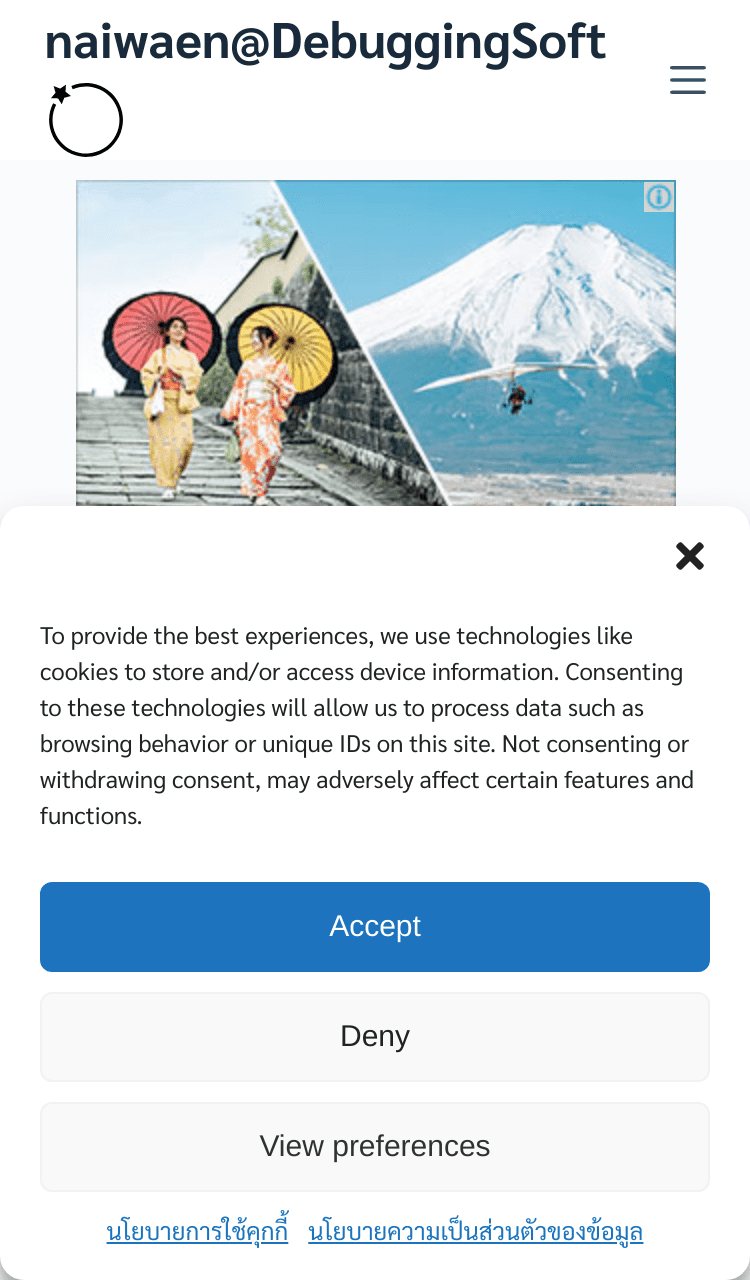 naiwaen@DebuggingSoft
To provide the best experiences, we use technologies like
cookies to store and/or access device information. Consenting
to these technologies will allow us to process data such as
browsing behavior or unique IDs on this site. Not consenting or
withdrawing consent, may adversely affect certain features and
functions.
Accept
Deny
View preferences
นโยบายการใช้คุกกี้ นโยบายความเป็นส่วนตัวของข้อมูล